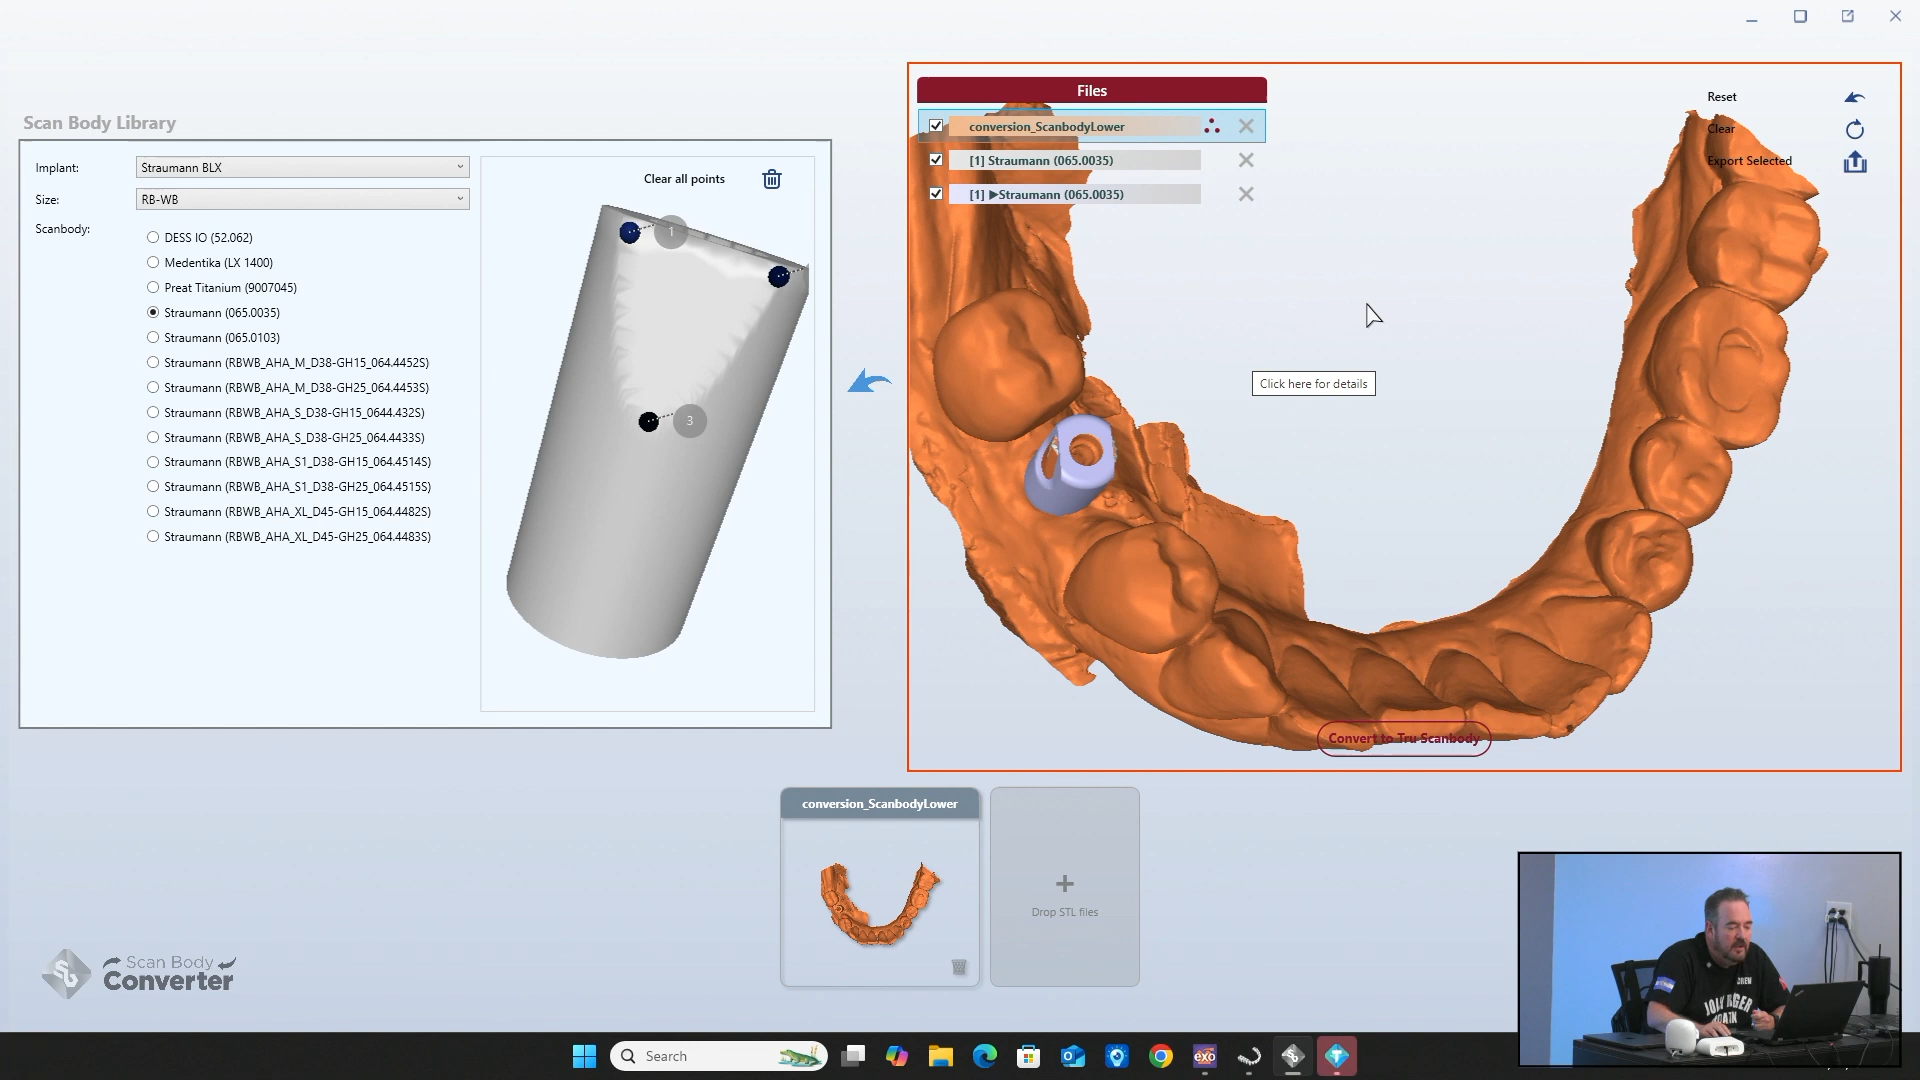 Scan Body Library
Implant:
Straumann BLX
Size:
RB-WB
Scanbody:
DESS IO (52.062)
Medentika (LX 1400)
Preat Titanium (9007045)
Straumann (065.0035)
Straumann (065.0103)
Straumann (RBWB_AHA_M_D38-GH15_064.4452S)
Straumann (RBWB_AHA_M_D38-GH25_064.4453S)
Straumann (RBWB_AHA_S_D38-GH15_0644.432S)
Straumann (RBWB_AHA_S_D38-GH25_064.4433S)
Straumann (RBWB_AHA_S1_D38-GH15_064.4514S)
Straumann (RBWB_AHA_S1_D38-GH25_064.4515S)
Straumann (RBWB_AHA_XL_D45-GH15_064.4482S)
Straumann (RBWB_AHA_XL_D45-GH25_064.4483S)
Clear all points
1
3
Files
conversion_ScanbodyLower
[1] Straumann (065.0035)
[1] ▶Straumann (065.0035)
Reset
Clear
Export Selected
Click here for details
Convert to Tru Scanbody
conversion_ScanbodyLower
Drop STL files
Scan Body
Converter
Search
exo
CREW